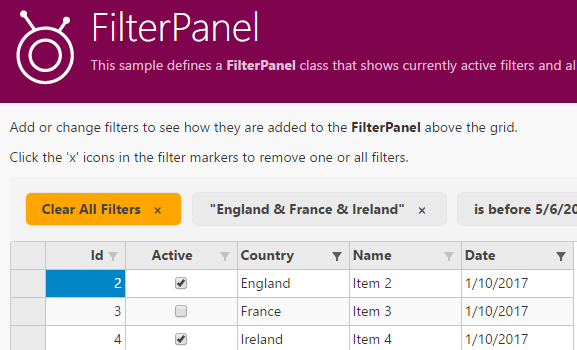 FilterPanel
This sample defines a FilterPanel class that shows currently active filters and al
Add or change filters to see how they are added to the FilterPanel above the grid.
Click the 'x' icons in the filter markers to remove one or all filters.
Clear All Filters × "England & France & Ireland" × is before 5/6/20
Id Active Country Name Date
2 England Item 2 1/10/2017
3 France Item 3 1/10/2017
4 Ireland Item 4 1/10/2017